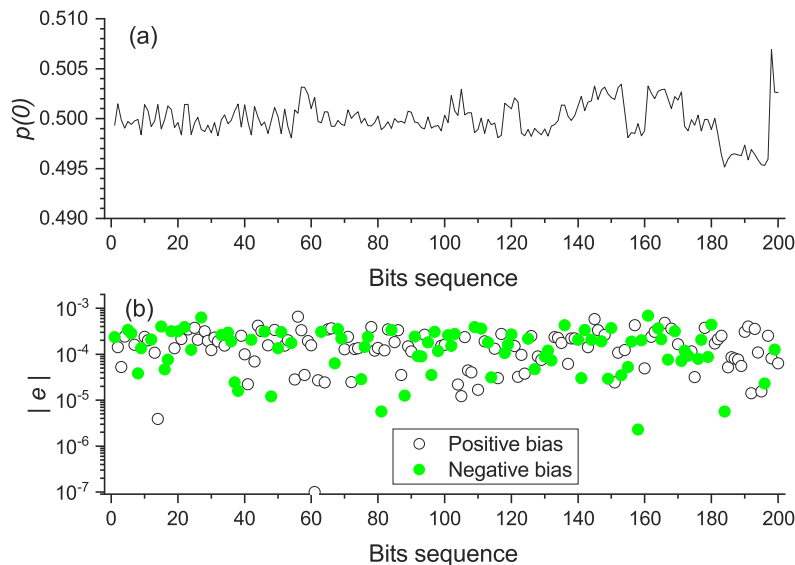 (a)
p(0)
0.510
0.505
0.500
0.495
0.490
0 20 40 60 80 100 120 140 160 180 200
Bits sequence
(b)
| e |
10⁻³
10⁻⁴
10⁻⁵
10⁻⁶
10⁻⁷
Positive bias
Negative bias
0 20 40 60 80 100 120 140 160 180 200
Bits sequence